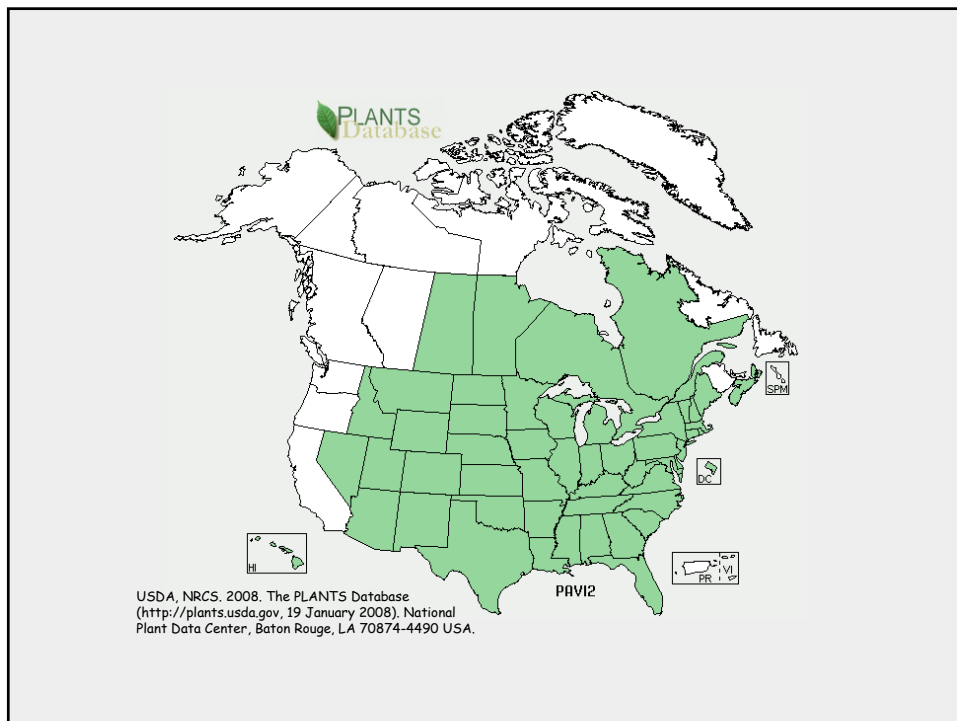 PLANTS
Database
SPM
DC
HI
PR VI
PAVI2
USDA, NRCS. 2008. The PLANTS Database
(http://plants.usda.gov, 19 January 2008). National
Plant Data Center, Baton Rouge, LA 70874-4490 USA.